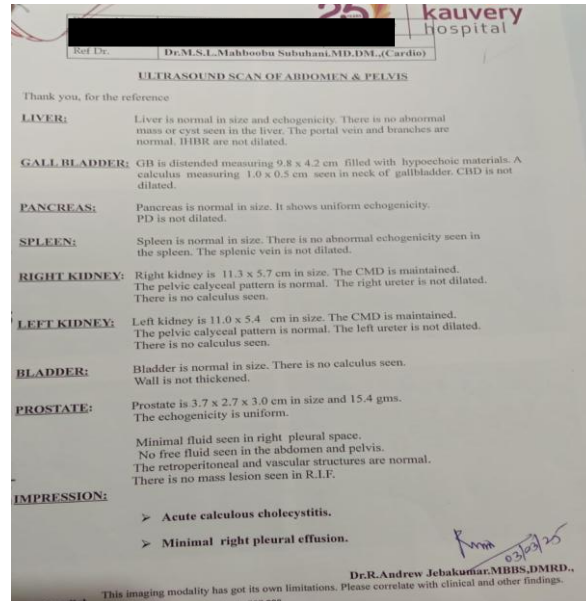 kauvery
hospital
Ref Dr. Dr.M.S.L.Mahboobu Subuhani.MD.DM.,(Cardio)
ULTRASOUND SCAN OF ABDOMEN & PELVIS
Thank you, for the reference
LIVER: Liver is normal in size and echogenicity. There is no abnormal
mass or cyst seen in the liver. The portal vein and branches are
normal. IHBR are not dilated.
GALL BLADDER: GB is distended measuring 9.8 x 4.2 cm filled with hypoechoic materials. A
calculus measuring 1.0 x 0.5 cm seen in neck of gallbladder. CBD is not
dilated.
PANCREAS: Pancreas is normal in size. It shows uniform echogenicity.
PD is not dilated.
SPLEEN: Spleen is normal in size. There is no abnormal echogenicity seen in
the spleen. The splenic vein is not dilated.
RIGHT KIDNEY: Right kidney is 11.3 x 5.7 cm in size. The CMD is maintained.
The pelvic calyceal pattern is normal. The right ureter is not dilated.
There is no calculus seen.
LEFT KIDNEY: Left kidney is 11.0 x 5.4 cm in size. The CMD is maintained.
The pelvic calyceal pattern is normal. The left ureter is not dilated.
There is no calculus seen.
BLADDER: Bladder is normal in size. There is no calculus seen.
Wall is not thickened.
PROSTATE: Prostate is 3.7 x 2.7 x 3.0 cm in size and 15.4 gms.
The echogenicity is uniform.
Minimal fluid seen in right pleural space.
No free fluid seen in the abdomen and pelvis.
The retroperitoneal and vascular structures are normal.
There is no mass lesion seen in R.I.F.
IMPRESSION:
➢ Acute calculous cholecystitis.
➢ Minimal right pleural effusion.
03/03/25
Dr.R.Andrew Jebakumar.MBBS,DMRD.,
This imaging modality has got its own limitations. Please correlate with clinical and other findings.